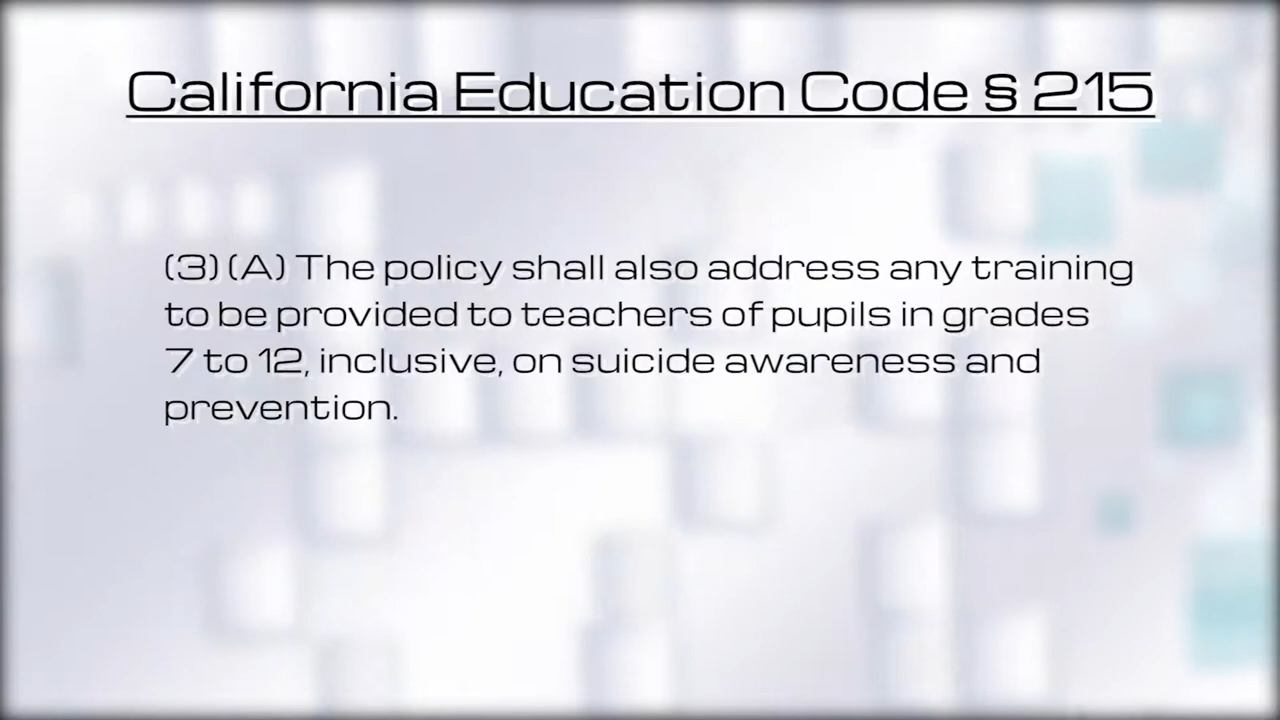 California Education Code § 215
(3) (A) The policy shall also address any training
to be provided to teachers of pupils in grades
7 to 12, inclusive, on suicide awareness and
prevention.